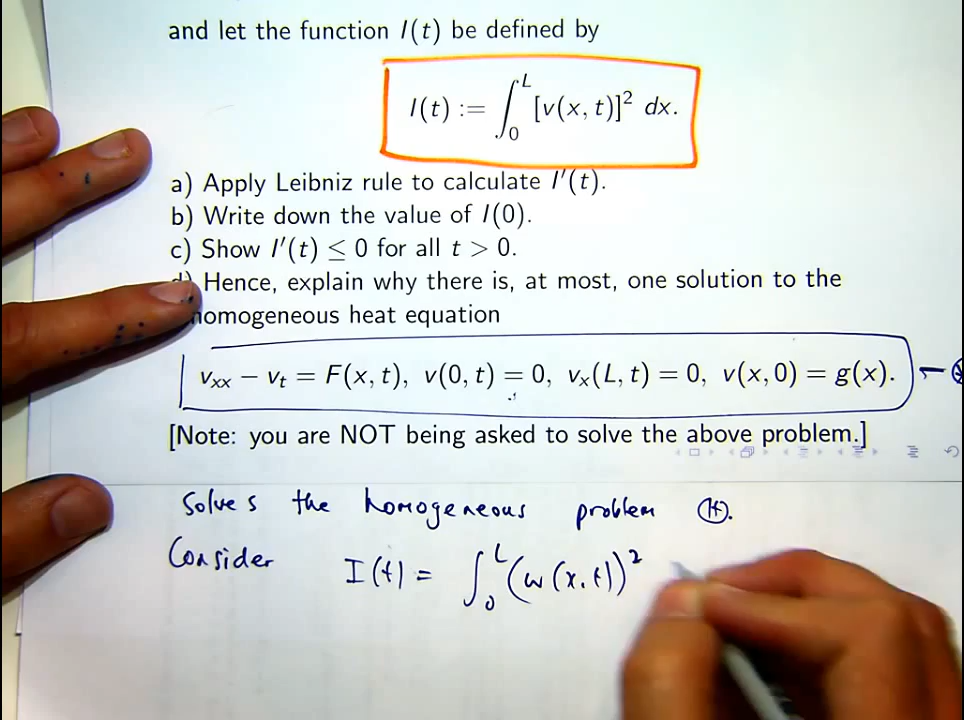 and let the function I(t) be defined by
I(t) := ∫₀ᴸ [v(x, t)]² dx.
a) Apply Leibniz rule to calculate I′(t).
b) Write down the value of I(0).
c) Show I′(t) ≤ 0 for all t > 0.
Hence, explain why there is, at most, one solution to the
omogeneous heat equation
vₓₓ − vₜ = F(x, t), v(0, t) = 0, vₓ(L, t) = 0, v(x, 0) = g(x).
[Note: you are NOT being asked to solve the above problem.]
Solves the homogeneous problem (H).
Consider I(t) = ∫₀ᴸ (w(x,t))²